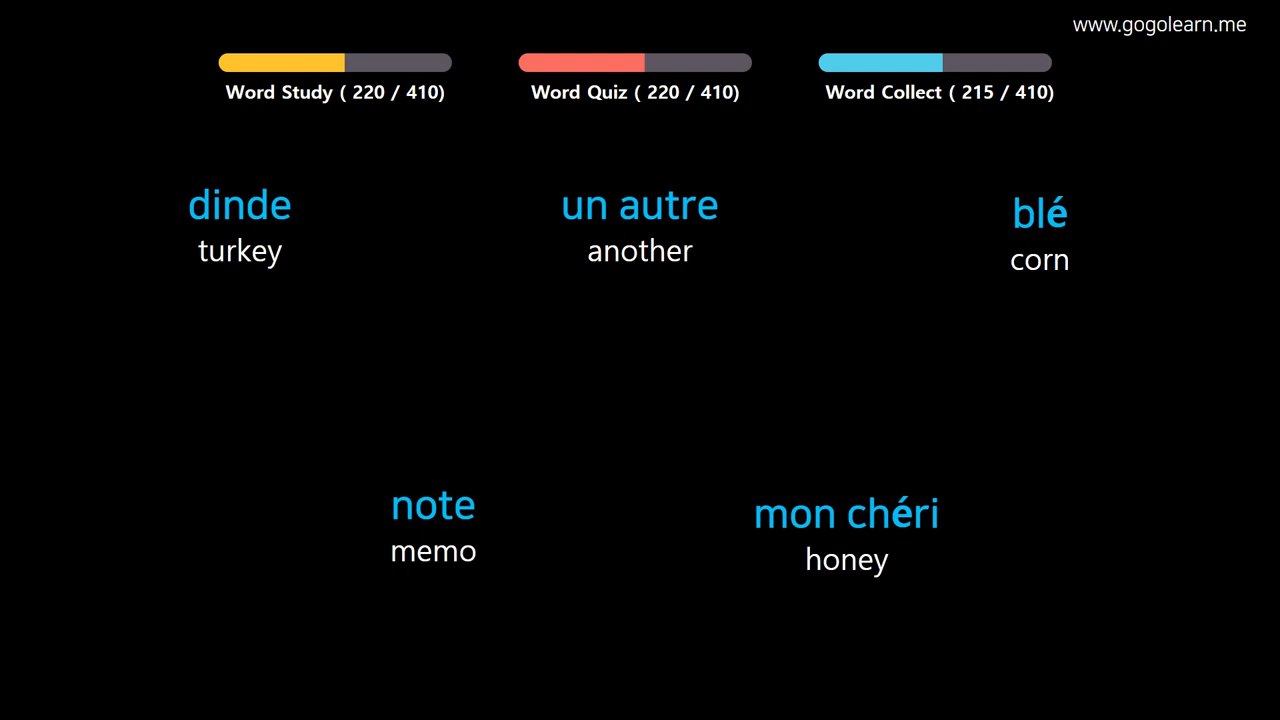 www.gogolearn.me
Word Study ( 220 / 410)
Word Quiz ( 220 / 410)
Word Collect ( 215 / 410)
dinde
turkey
un autre
another
blé
corn
note
memo
mon chéri
honey